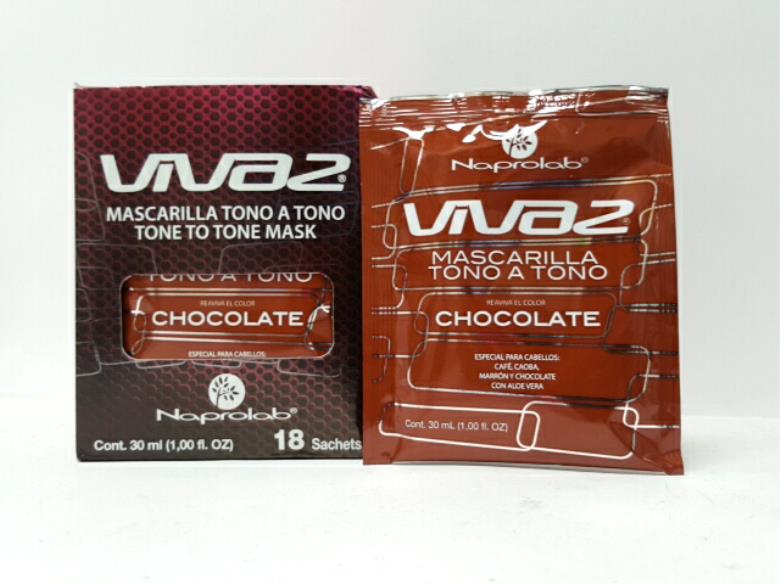 VIVAZ®
MASCARILLA TONO A TONO
TONE TO TONE MASK
TONO A TONO
REAVIVA EL COLOR
CHOCOLATE
ESPECIAL PARA CABELLOS:
Naprolab®
Cont. 30 ml (1,00 fl. OZ)
18 Sachets
Naprolab®
VIVAZ®
MASCARILLA
TONO A TONO
REAVIVA EL COLOR
CHOCOLATE
ESPECIAL PARA CABELLOS:
CAFÉ, CAOBA,
MARRÓN Y CHOCOLATE
CON ALOE VERA
Cont. 30 mL (1,00 fl. OZ)